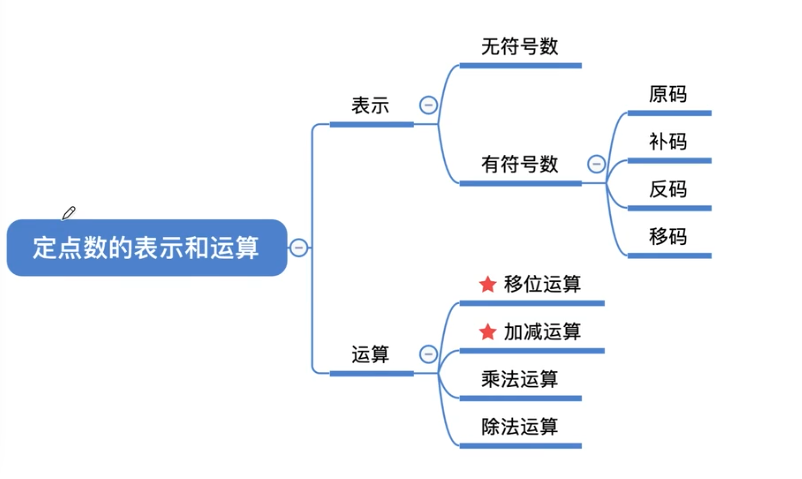 定点数的表示和运算
表示
无符号数
有符号数
原码
补码
反码
移码
运算
移位运算
加减运算
乘法运算
除法运算